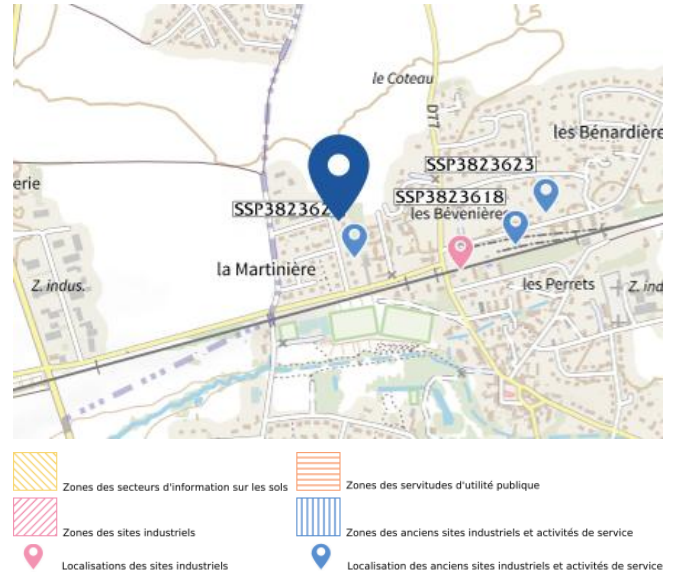 le Coteau
D77
les Bénardière
SSP3823623
erie
SSP3823618
SSP382362
les Bévenières
la Martinière
Z. indus.
les Perrets
Z. ind
Zones des secteurs d'information sur les sols
Zones des servitudes d'utilité publique
Zones des sites industriels
Zones des anciens sites industriels et activités de service
Localisations des sites industriels
Localisation des anciens sites industriels et activités de service